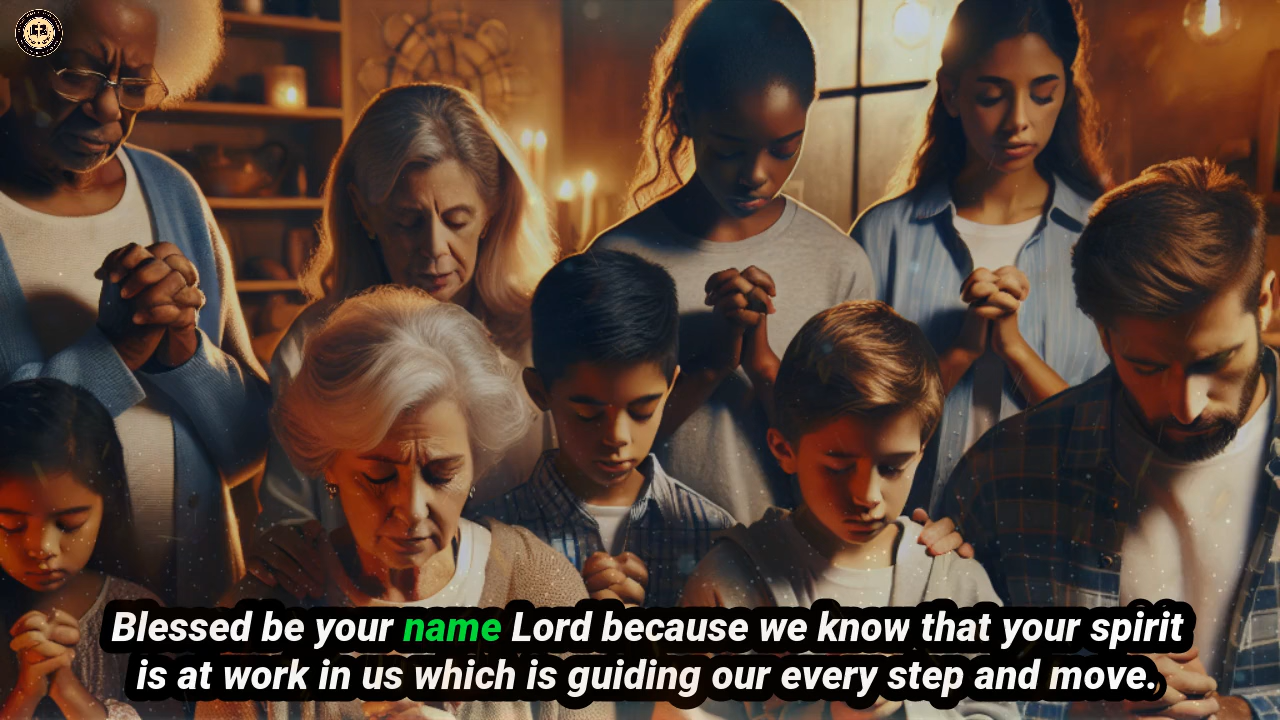 Blessed be your name Lord because we know that your spirit
is at work in us which is guiding our every step and move.